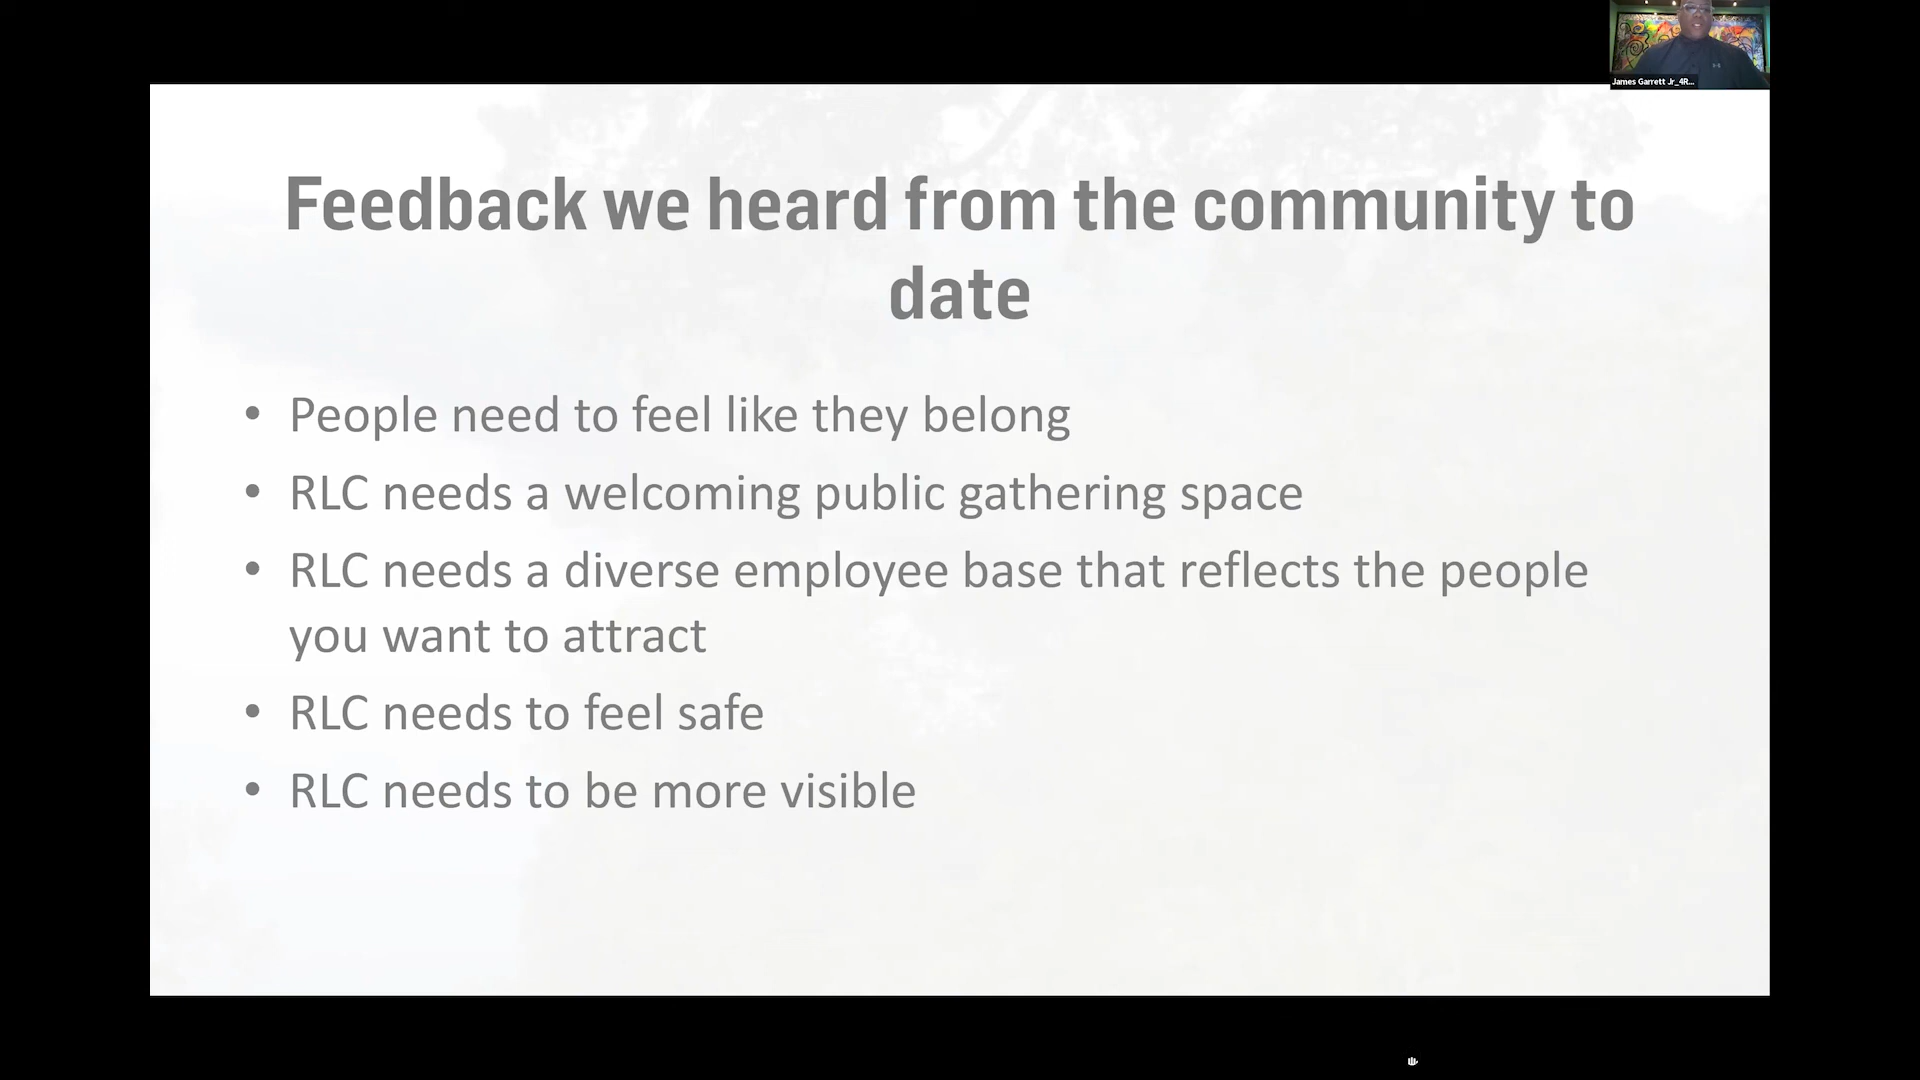 James Garrett Jr_4R...
Feedback we heard from the community to
date
• People need to feel like they belong
• RLC needs a welcoming public gathering space
• RLC needs a diverse employee base that reflects the people
you want to attract
• RLC needs to feel safe
• RLC needs to be more visible